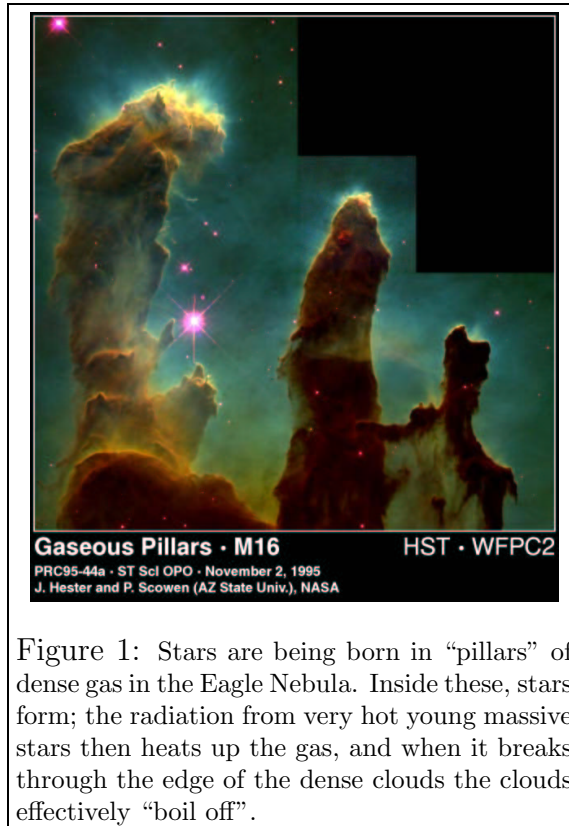 Gaseous Pillars · M16 HST · WFPC2
PRC95-44a · ST ScI OPO · November 2, 1995
J. Hester and P. Scowen (AZ State Univ.), NASA
Figure 1: Stars are being born in “pillars” of
dense gas in the Eagle Nebula. Inside these, stars
form; the radiation from very hot young massive
stars then heats up the gas, and when it breaks
through the edge of the dense clouds the clouds
effectively “boil off”.